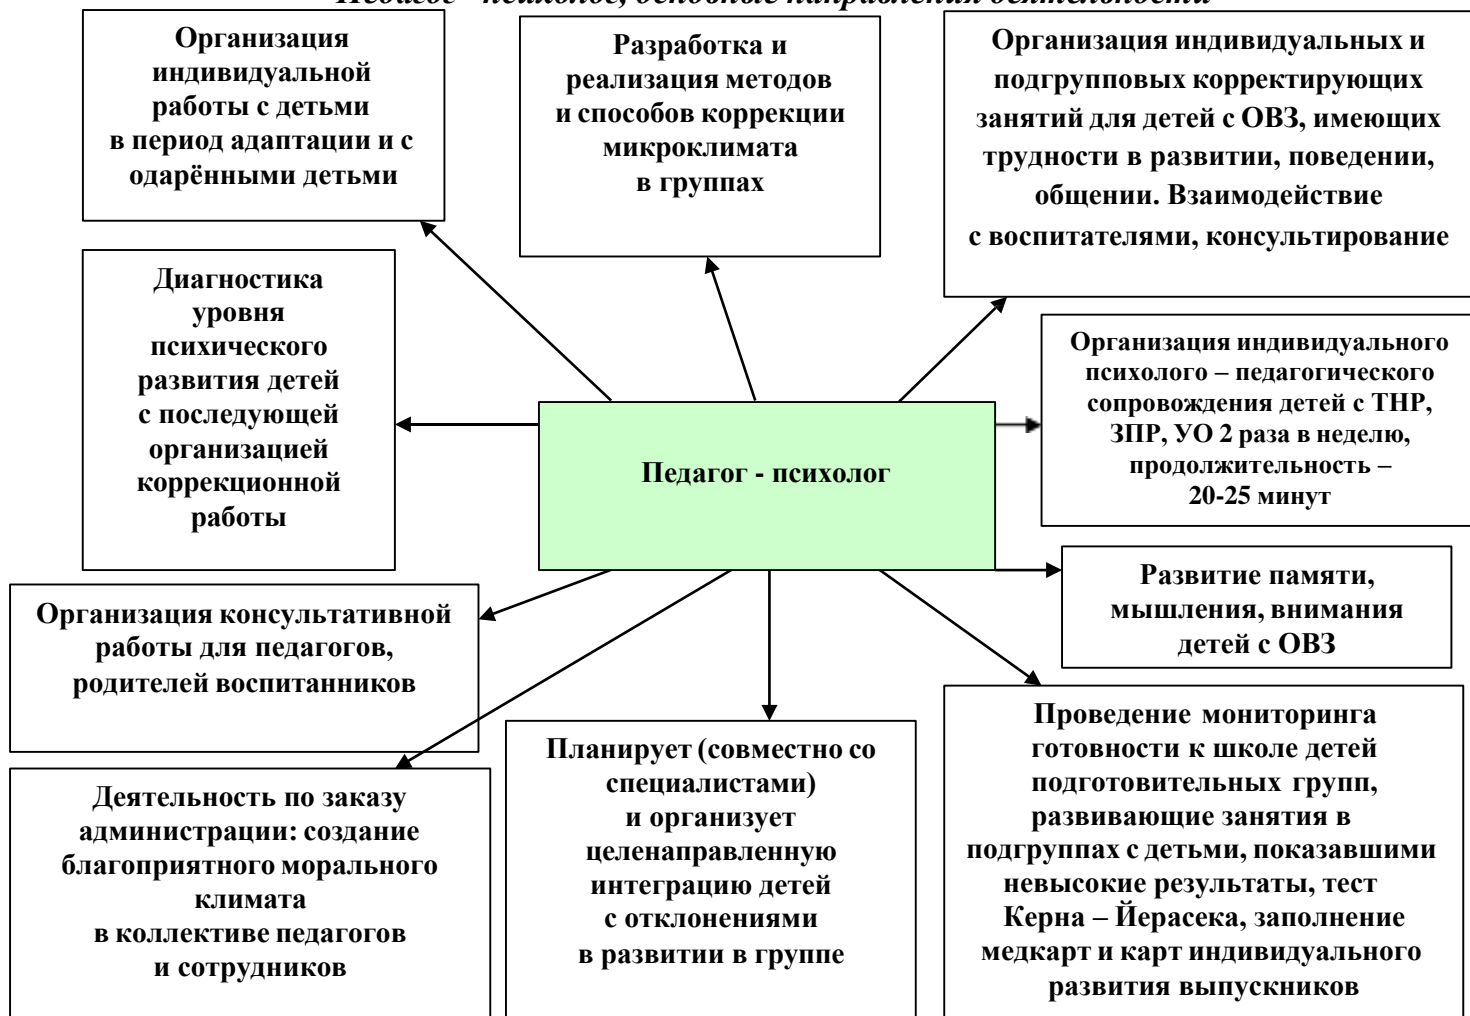 Педагог - психолог, основные направления деятельности
Организация
индивидуальной
работы с детьми
в период адаптации и с
одарёнными детьми
Разработка и
реализация методов
и способов коррекции
микроклимата
в группах
Организация индивидуальных и
подгрупповых корректирующих
занятий для детей с ОВЗ, имеющих
трудности в развитии, поведении,
общении. Взаимодействие
с воспитателями, консультирование
Диагностика
уровня
психического
развития детей
с последующей
организацией
коррекционной
работы
Организация индивидуального
психолого – педагогического
сопровождения детей с ТНР,
ЗПР, УО 2 раза в неделю,
продолжительность –
20-25 минут
Педагог - психолог
Развитие памяти,
мышления, внимания
детей с ОВЗ
Организация консультативной
работы для педагогов,
родителей воспитанников
Деятельность по заказу
администрации: создание
благоприятного морального
климата
в коллективе педагогов
и сотрудников
Планирует (совместно со
специалистами)
и организует
целенаправленную
интеграцию детей
с отклонениями
в развитии в группе
Проведение мониторинга
готовности к школе детей
подготовительных групп,
развивающие занятия в
подгруппах с детьми, показавшими
невысокие результаты, тест
Керна – Йерасека, заполнение
медкарт и карт индивидуального
развития выпускников